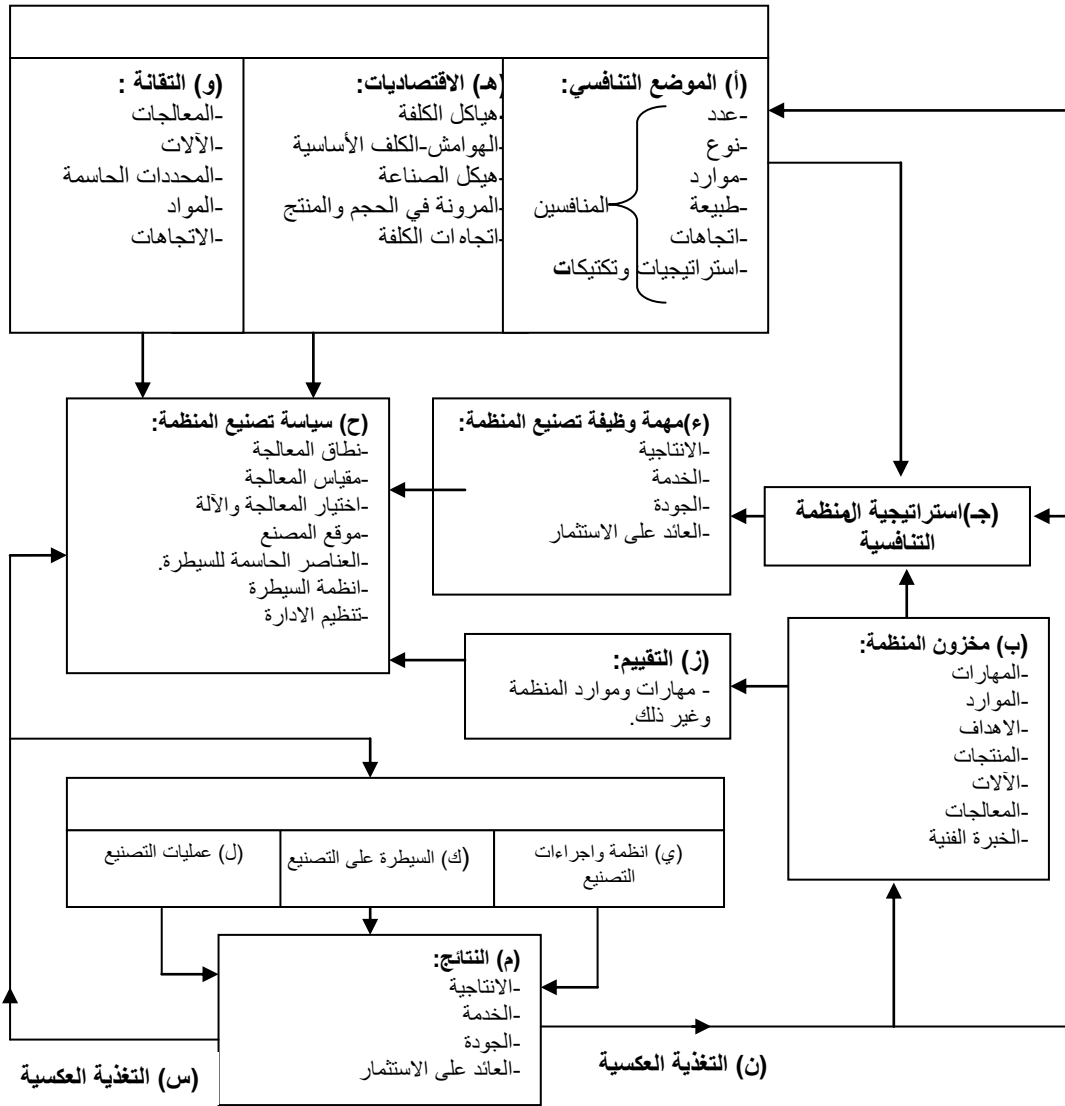 (أ) الموضع التنافسي:
-عدد
-نوع
-موارد
-طبيعة
-اتجاهات
-استراتيجيات وتكتيكات
المنافسين
(هـ) الاقتصاديات:
-هياكل الكلفة
-الهوامش-الكلف الأساسية
-هيكل الصناعة
-المرونة في الحجم والمنتج
-اتجاهات الكلفة
(و) التقانة :
-المعالجات
-الآلات
-المحددات الحاسمة
-المواد
-الاتجاهات
(جـ)استراتيجية المنظمة
التنافسية
(ء)مهمة وظيفة تصنيع المنظمة:
-الانتاجية
-الخدمة
-الجودة
-العائد على الاستثمار
(ح) سياسة تصنيع المنظمة:
-نطاق المعالجة
-مقياس المعالجة
-اختيار المعالجة والآلة
-موقع المصنع
-العناصر الحاسمة للسيطرة.
-انظمة السيطرة
-تنظيم الادارة
(ب) مخزون المنظمة:
-المهارات
-الموارد
-الاهداف
-المنتجات
-الآلات
-المعالجات
-الخبرة الفنية
(ز) التقييم:
- مهارات وموارد المنظمة
وغير ذلك.
(ي) انظمة واجراءات
التصنيع
(ك) السيطرة على التصنيع
(ل) عمليات التصنيع
(م) النتائج:
-الانتاجية
-الخدمة
-الجودة
-العائد على الاستثمار
(ن) التغذية العكسية
(س) التغذية العكسية